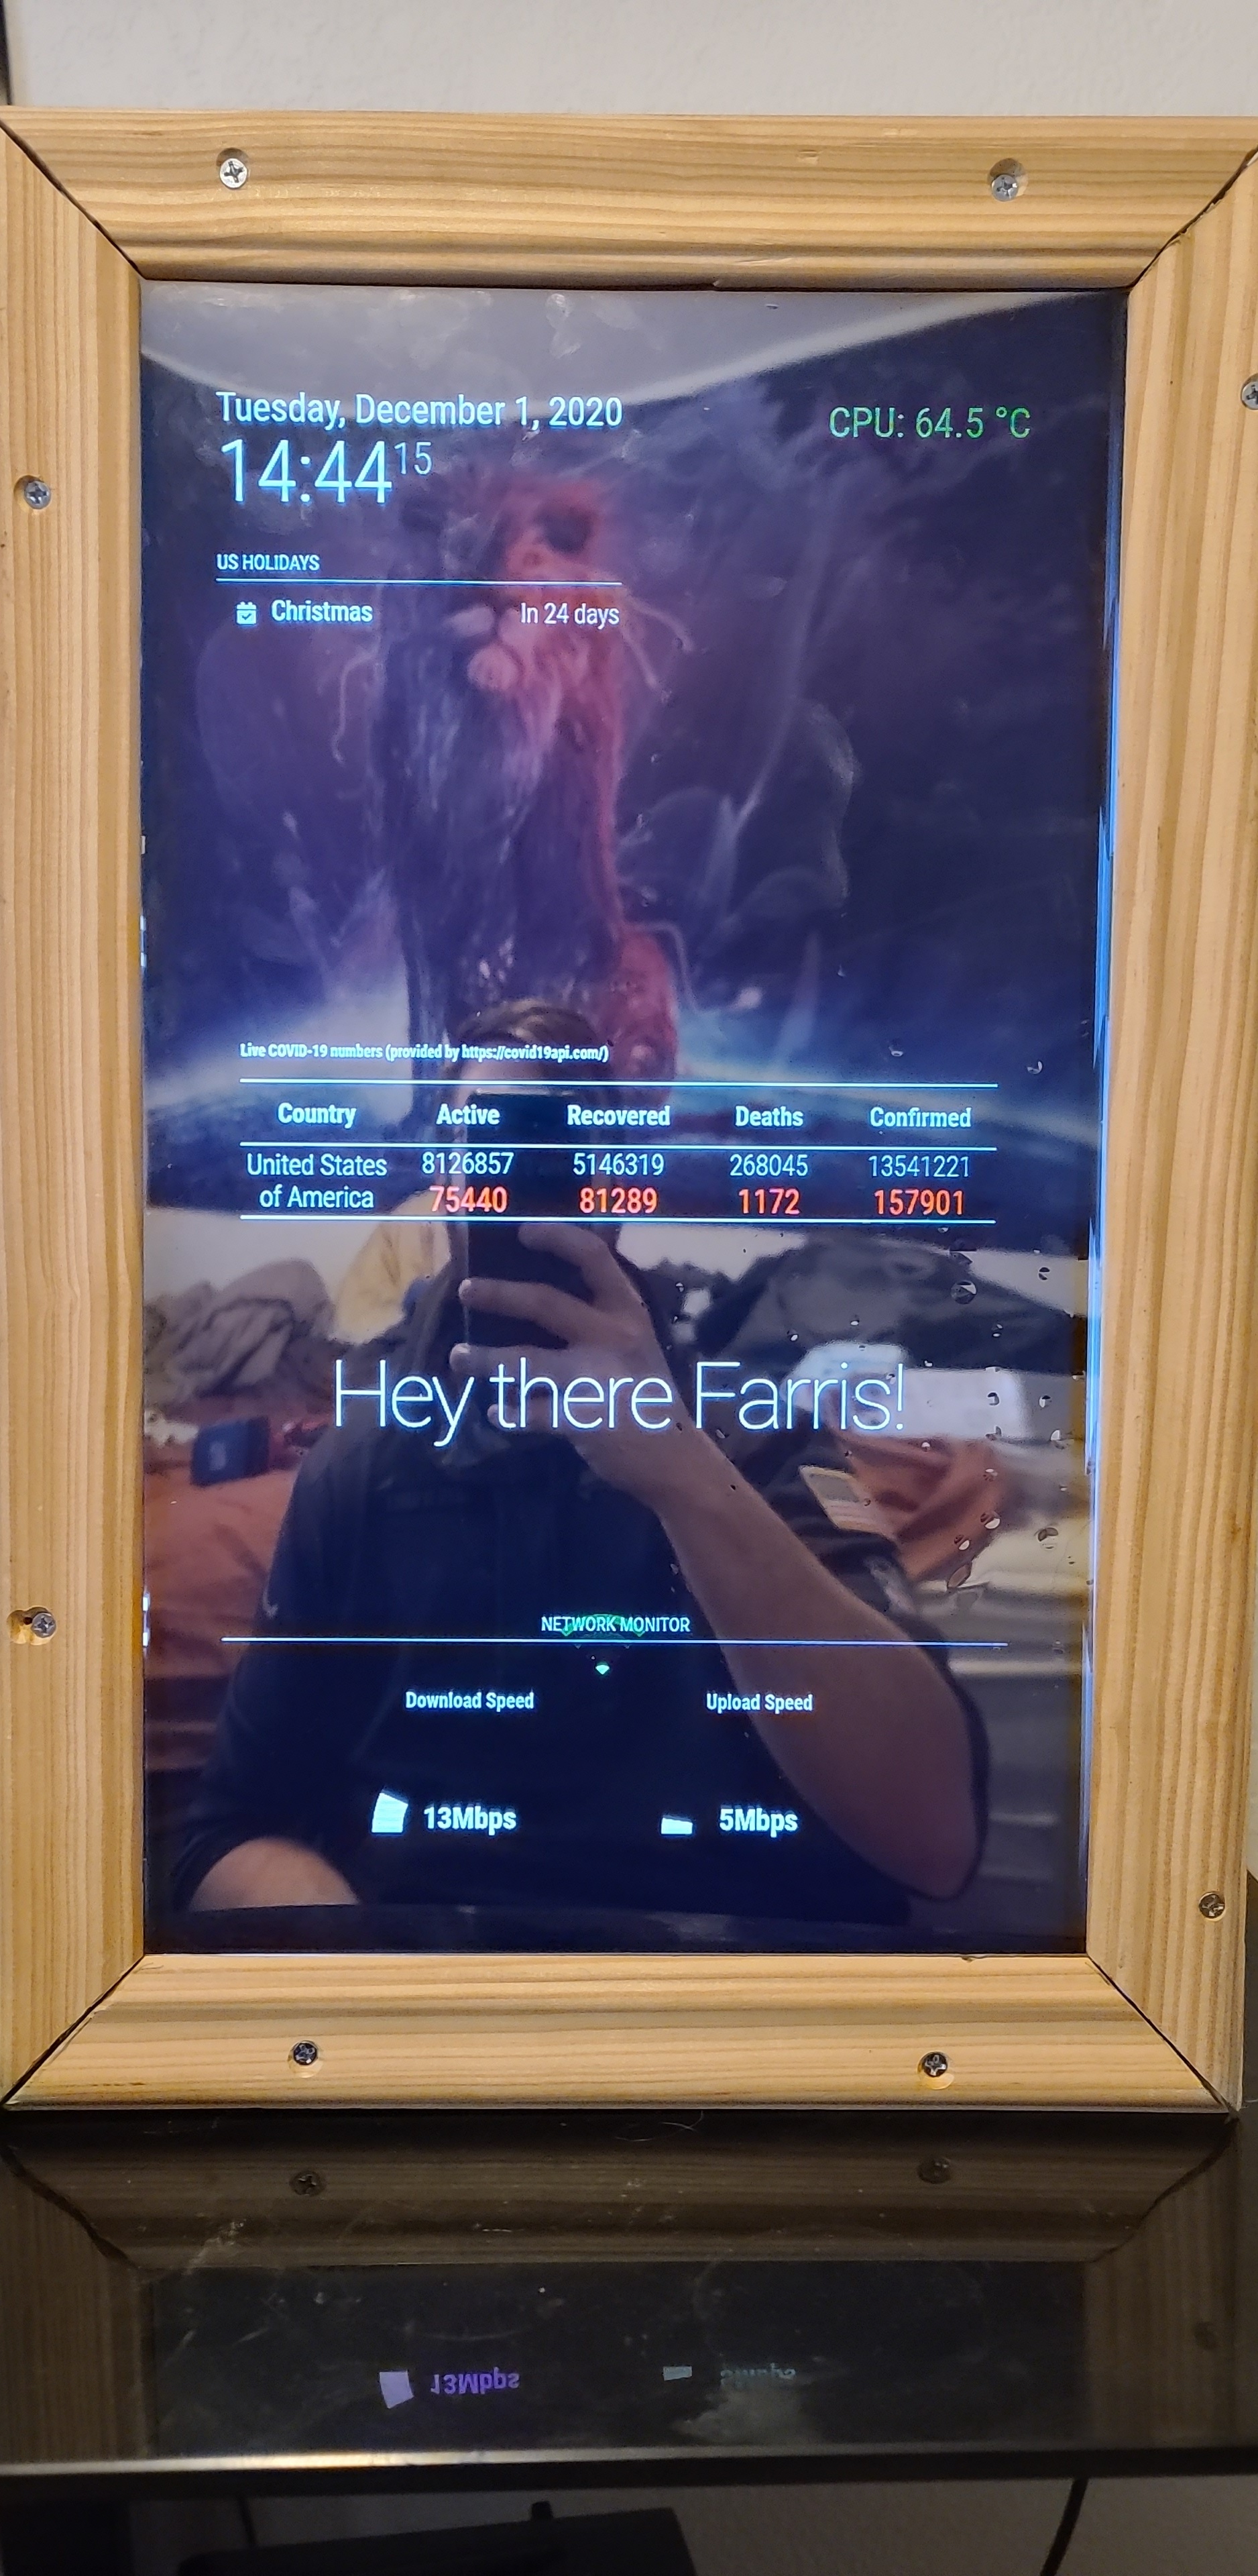 Tuesday, December 1, 2020
14:44 15
CPU: 64.5 °C
US HOLIDAYS
Christmas In 24 days
Live COVID-19 numbers (provided by https://covid19api.com/)
Country Active Recovered Deaths Confirmed
United States of America 8126857 5146319 268045 13541221
75440 81289 1172 157901
Hey there Farris!
NETWORK MONITOR
Download Speed Upload Speed
13Mbps 5Mbps
13Mbps